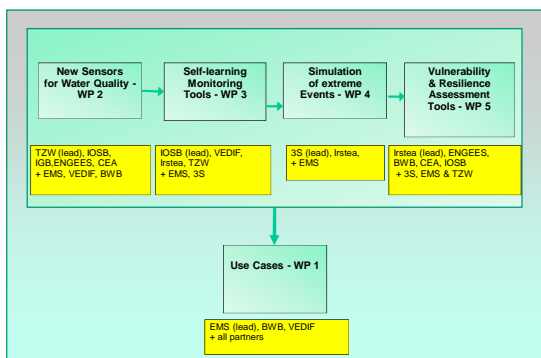 New Sensors
for Water Quality -
WP 2
Self-learning
Monitoring
Tools - WP 3
Simulation
of extreme
Events - WP 4
Vulnerability
& Resilience
Assessment
Tools - WP 5
TZW (lead), IOSB,
IGB,ENGEES, CEA
+ EMS, VEDIF, BWB
IOSB (lead), VEDIF,
Irstea, TZW
+ EMS, 3S
3S (lead), Irstea,
+ EMS
Irstea (lead), ENGEES,
BWB, CEA, IOSB
+ 3S, EMS & TZW
Use Cases - WP 1
EMS (lead), BWB, VEDIF
+ all partners